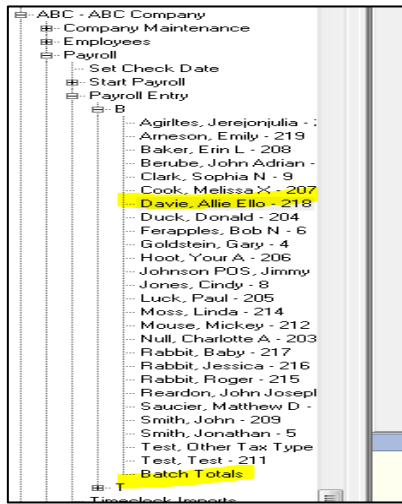 ABC - ABC Company
Company Maintenance
Employees
Payroll
Set Check Date
Start Payroll
Payroll Entry
B
Agirltes, Jerejonjulia -
Arneson, Emily - 219
Baker, Erin L - 208
Berube, John Adrian -
Clark, Sophia N - 9
Cook, Melissa X - 207
Davie, Allie Ello - 218
Duck, Donald - 204
Ferapples, Bob N - 6
Goldstein, Gary - 4
Hoot, Your A - 206
Johnson POS, Jimmy
Jones, Cindy - 8
Luck, Paul - 205
Moss, Linda - 214
Mouse, Mickey - 212
Null, Charlotte A - 203
Rabbit, Baby - 217
Rabbit, Jessica - 216
Rabbit, Roger - 215
Reardon, John Josepl
Saucier, Matthew D -
Smith, John - 209
Smith, Jonathan - 5
Test, Other Tax Type
Test, Test - 211
Batch Totals
T
Timeclock Imports